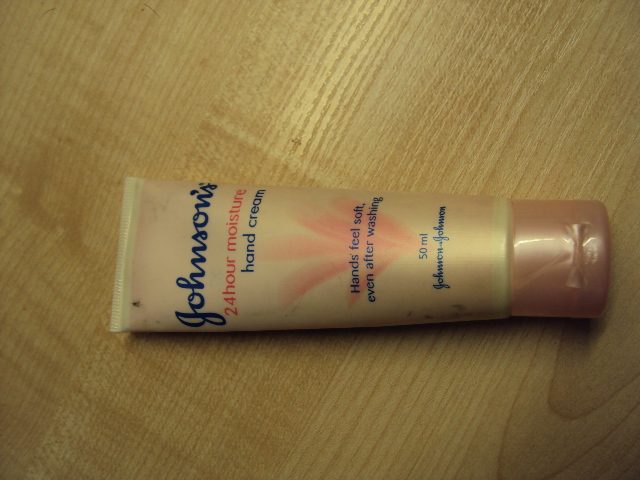 Johnson's
24hour moisture
hand cream
Hands feel soft,
even after washing
50 ml
Johnson & Johnson